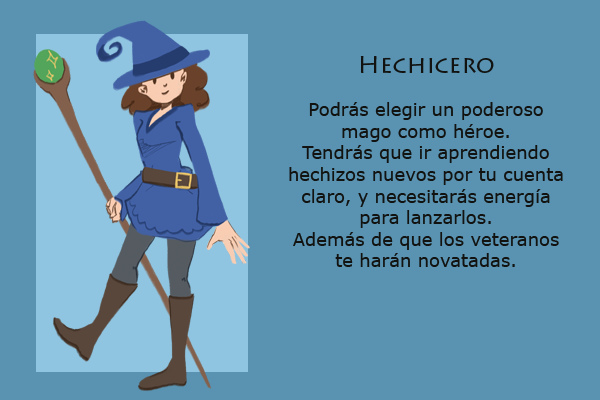 Hechicero
Podrás elegir un poderoso
mago como héroe.
Tendrás que ir aprendiendo
hechizos nuevos por tu cuenta
claro, y necesitarás energía
para lanzarlos.
Además de que los veteranos
te harán novatadas.